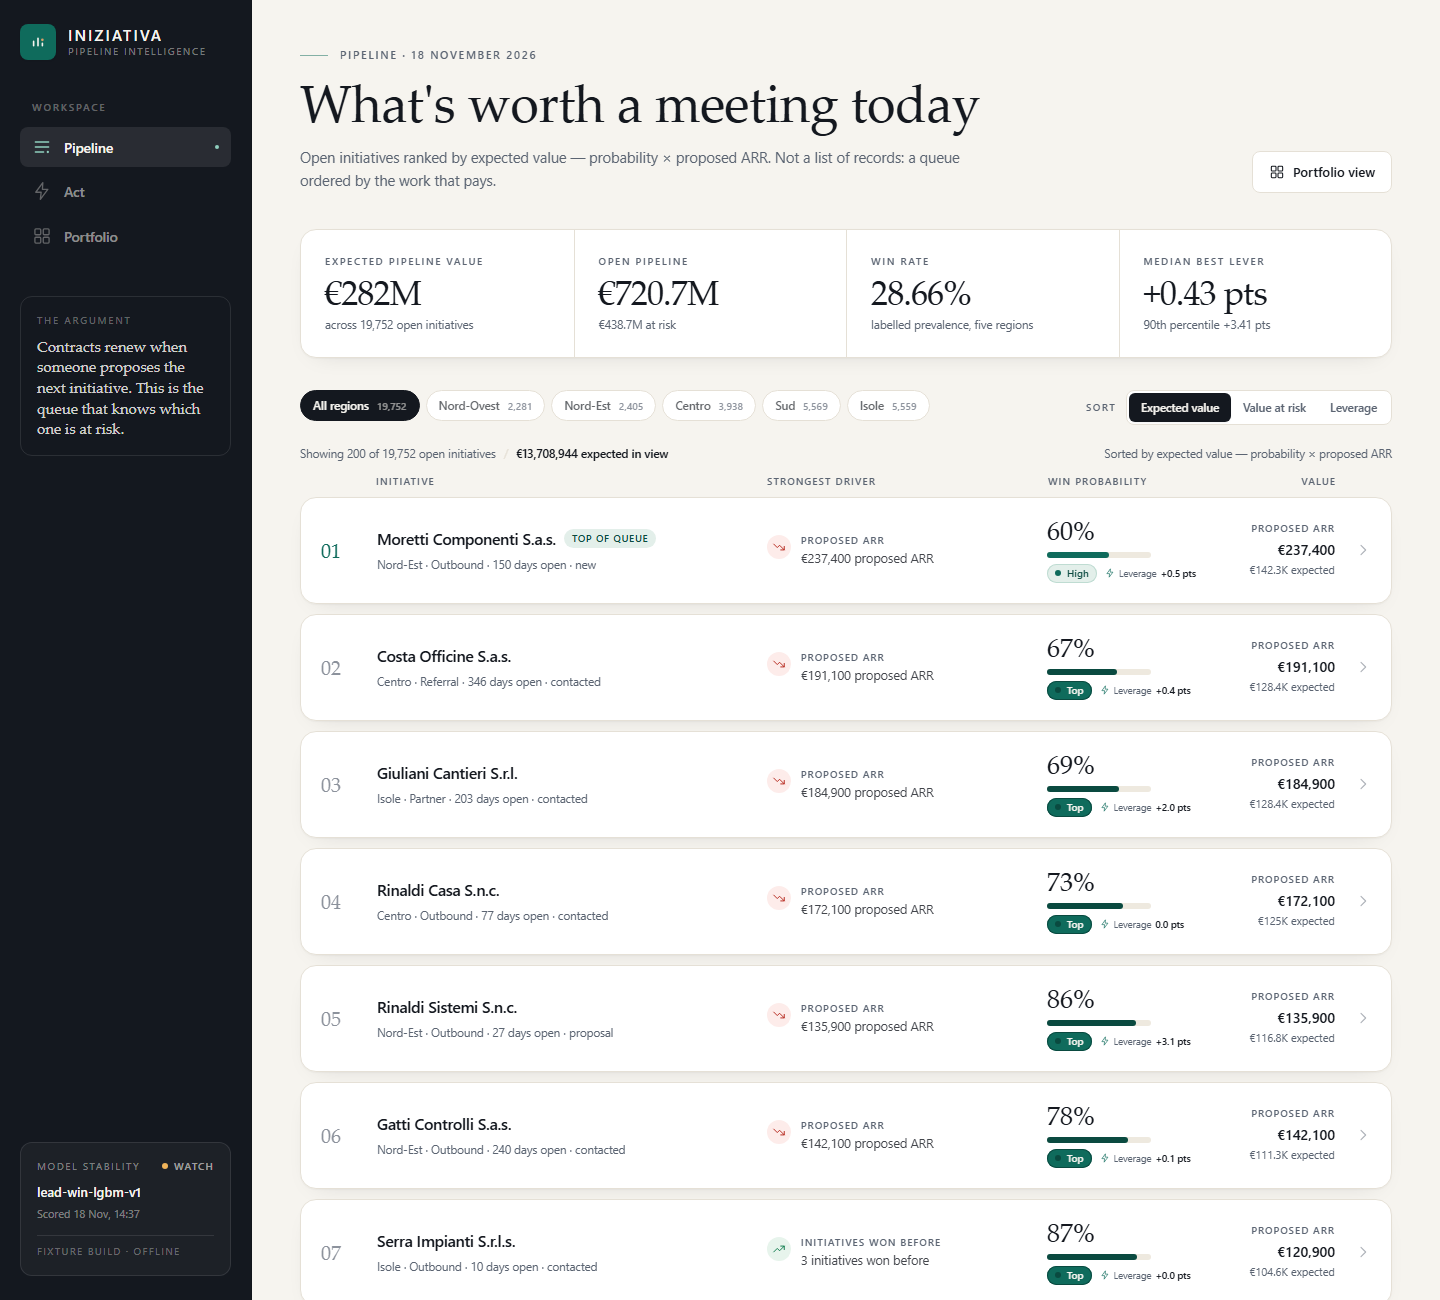 INIZIATIVA
PIPELINE INTELLIGENCE
WORKSPACE
Pipeline
Act
Portfolio
THE ARGUMENT
Contracts renew when
someone proposes the
next initiative. This is the
queue that knows which
one is at risk.
MODEL STABILITY WATCH
lead-win-lgbm-v1
Scored 18 Nov, 14:37
FIXTURE BUILD · OFFLINE
PIPELINE · 18 NOVEMBER 2026
What's worth a meeting today
Open initiatives ranked by expected value — probability × proposed ARR. Not a list of records: a queue
ordered by the work that pays.
Portfolio view
EXPECTED PIPELINE VALUE
€282M
across 19,752 open initiatives
OPEN PIPELINE
€720.7M
€438.7M at risk
WIN RATE
28.66%
labelled prevalence, five regions
MEDIAN BEST LEVER
+0.43 pts
90th percentile +3.41 pts
All regions 19,752 Nord-Ovest 2,281 Nord-Est 2,405 Centro 3,938 Sud 5,569 Isole 5,559
SORT Expected value Value at risk Leverage
Showing 200 of 19,752 open initiatives / €13,708,944 expected in view
Sorted by expected value — probability × proposed ARR
INITIATIVE STRONGEST DRIVER WIN PROBABILITY VALUE
01
Moretti Componenti S.a.s. TOP OF QUEUE
Nord-Est · Outbound · 150 days open · new
PROPOSED ARR
€237,400 proposed ARR
60%
High Leverage +0.5 pts
PROPOSED ARR
€237,400
€142.3K expected
02
Costa Officine S.a.s.
Centro · Referral · 346 days open · contacted
PROPOSED ARR
€191,100 proposed ARR
67%
Top Leverage +0.4 pts
PROPOSED ARR
€191,100
€128.4K expected
03
Giuliani Cantieri S.r.l.
Isole · Partner · 203 days open · contacted
PROPOSED ARR
€184,900 proposed ARR
69%
Top Leverage +2.0 pts
PROPOSED ARR
€184,900
€128.4K expected
04
Rinaldi Casa S.n.c.
Centro · Outbound · 77 days open · contacted
PROPOSED ARR
€172,100 proposed ARR
73%
Top Leverage 0.0 pts
PROPOSED ARR
€172,100
€125K expected
05
Rinaldi Sistemi S.n.c.
Nord-Est · Outbound · 27 days open · proposal
PROPOSED ARR
€135,900 proposed ARR
86%
Top Leverage +3.1 pts
PROPOSED ARR
€135,900
€116.8K expected
06
Gatti Controlli S.a.s.
Nord-Est · Outbound · 240 days open · contacted
PROPOSED ARR
€142,100 proposed ARR
78%
Top Leverage +0.1 pts
PROPOSED ARR
€142,100
€111.3K expected
07
Serra Impianti S.r.l.s.
Isole · Outbound · 10 days open · contacted
INITIATIVES WON BEFORE
3 initiatives won before
87%
Top Leverage +0.0 pts
PROPOSED ARR
€120,900
€104.6K expected